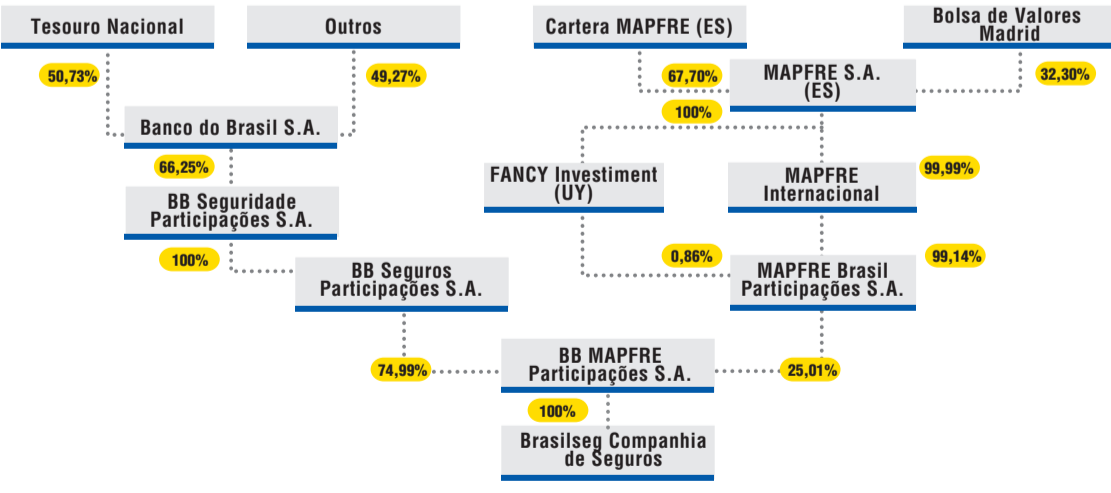 Tesouro Nacional
Outros
Cartera MAPFRE (ES)
Bolsa de Valores
Madrid
50,73%
49,27%
67,70%
MAPFRE S.A.
(ES)
32,30%
100%
Banco do Brasil S.A.
66,25%
FANCY Investiment
(UY)
MAPFRE
Internacional
99,99%
BB Seguridade
Participações S.A.
100%
0,86%
99,14%
BB Seguros
Participações S.A.
MAPFRE Brasil
Participações S.A.
74,99%
BB MAPFRE
Participações S.A.
25,01%
100%
Brasilseg Companhia
de Seguros